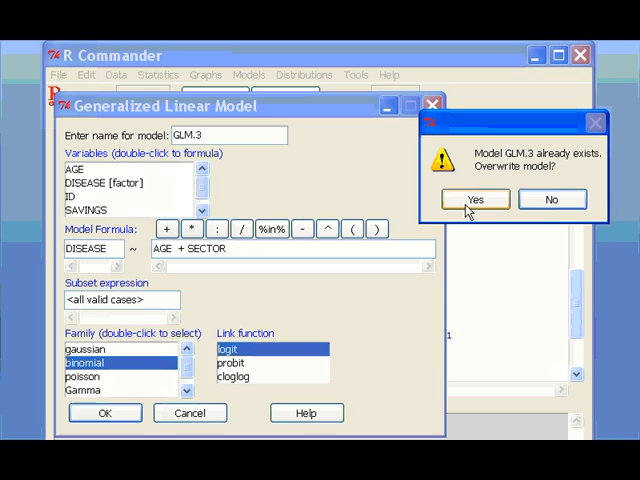 R Commander
File Edit Data Statistics Graphs Models Distributions Tools Help
Generalized Linear Model
Enter name for model: GLM.3
Variables (double-click to formula)
AGE
DISEASE [factor]
ID
SAVINGS
Model Formula: + * : / %in% - ^ ( )
DISEASE ~ AGE + SECTOR
Subset expression
<all valid cases>
Family (double-click to select) Link function
gaussian logit
binomial probit
poisson cloglog
Gamma
OK Cancel Help
Model GLM.3 already exists.
Overwrite model?
Yes No